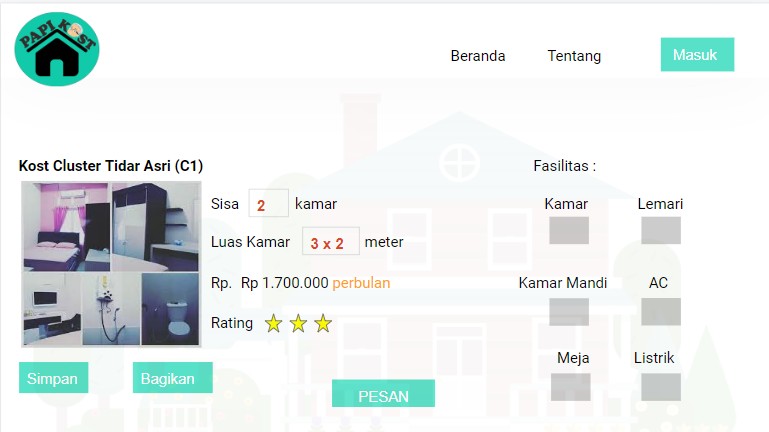 PAPI KOST
Beranda
Tentang
Masuk
Kost Cluster Tidar Asri (C1)
Sisa 2 kamar
Luas Kamar 3 x 2 meter
Rp. Rp 1.700.000 perbulan
Rating
Simpan
Bagikan
PESAN
Fasilitas :
Kamar
Lemari
Kamar Mandi
AC
Meja
Listrik